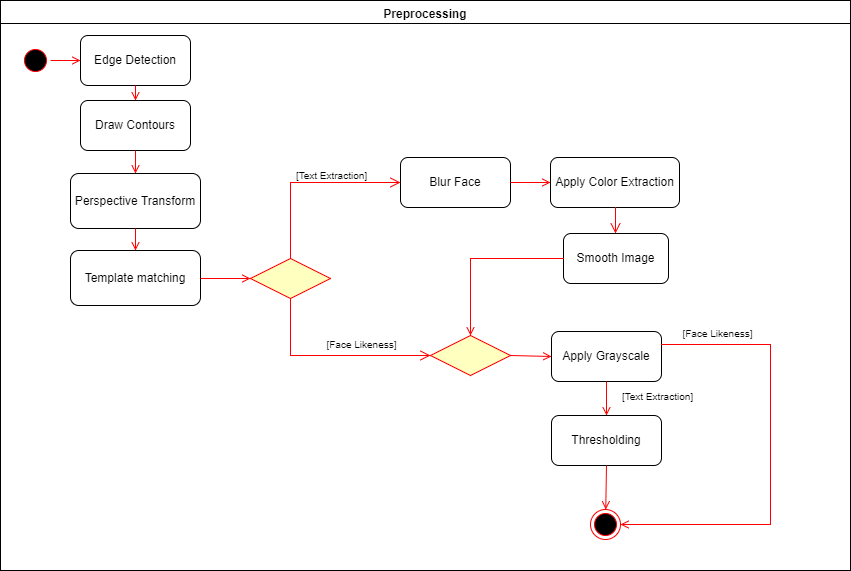 Preprocessing
Edge Detection
Draw Contours
Perspective Transform
Template matching
[Text Extraction]
Blur Face
Apply Color Extraction
Smooth Image
[Face Likeness]
Apply Grayscale
[Face Likeness]
[Text Extraction]
Thresholding